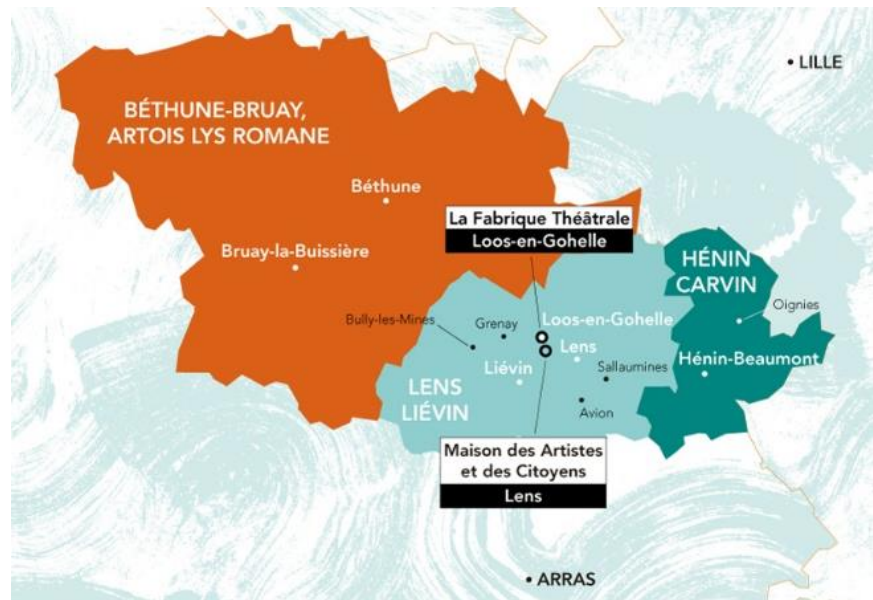 • LILLE
BÉTHUNE-BRUAY,
ARTOIS LYS ROMANE
Béthune
La Fabrique Théâtrale
Loos-en-Gohelle
Bruay-la-Buissière
HÉNIN
CARVIN
Oignies
Bully-les-Mines
Grenay
Loos-en-Gohelle
Lens
Hénin-Beaumont
Liévin
Sallaumines
LENS
LIÉVIN
Avion
Maison des Artistes
et des Citoyens
Lens
• ARRAS